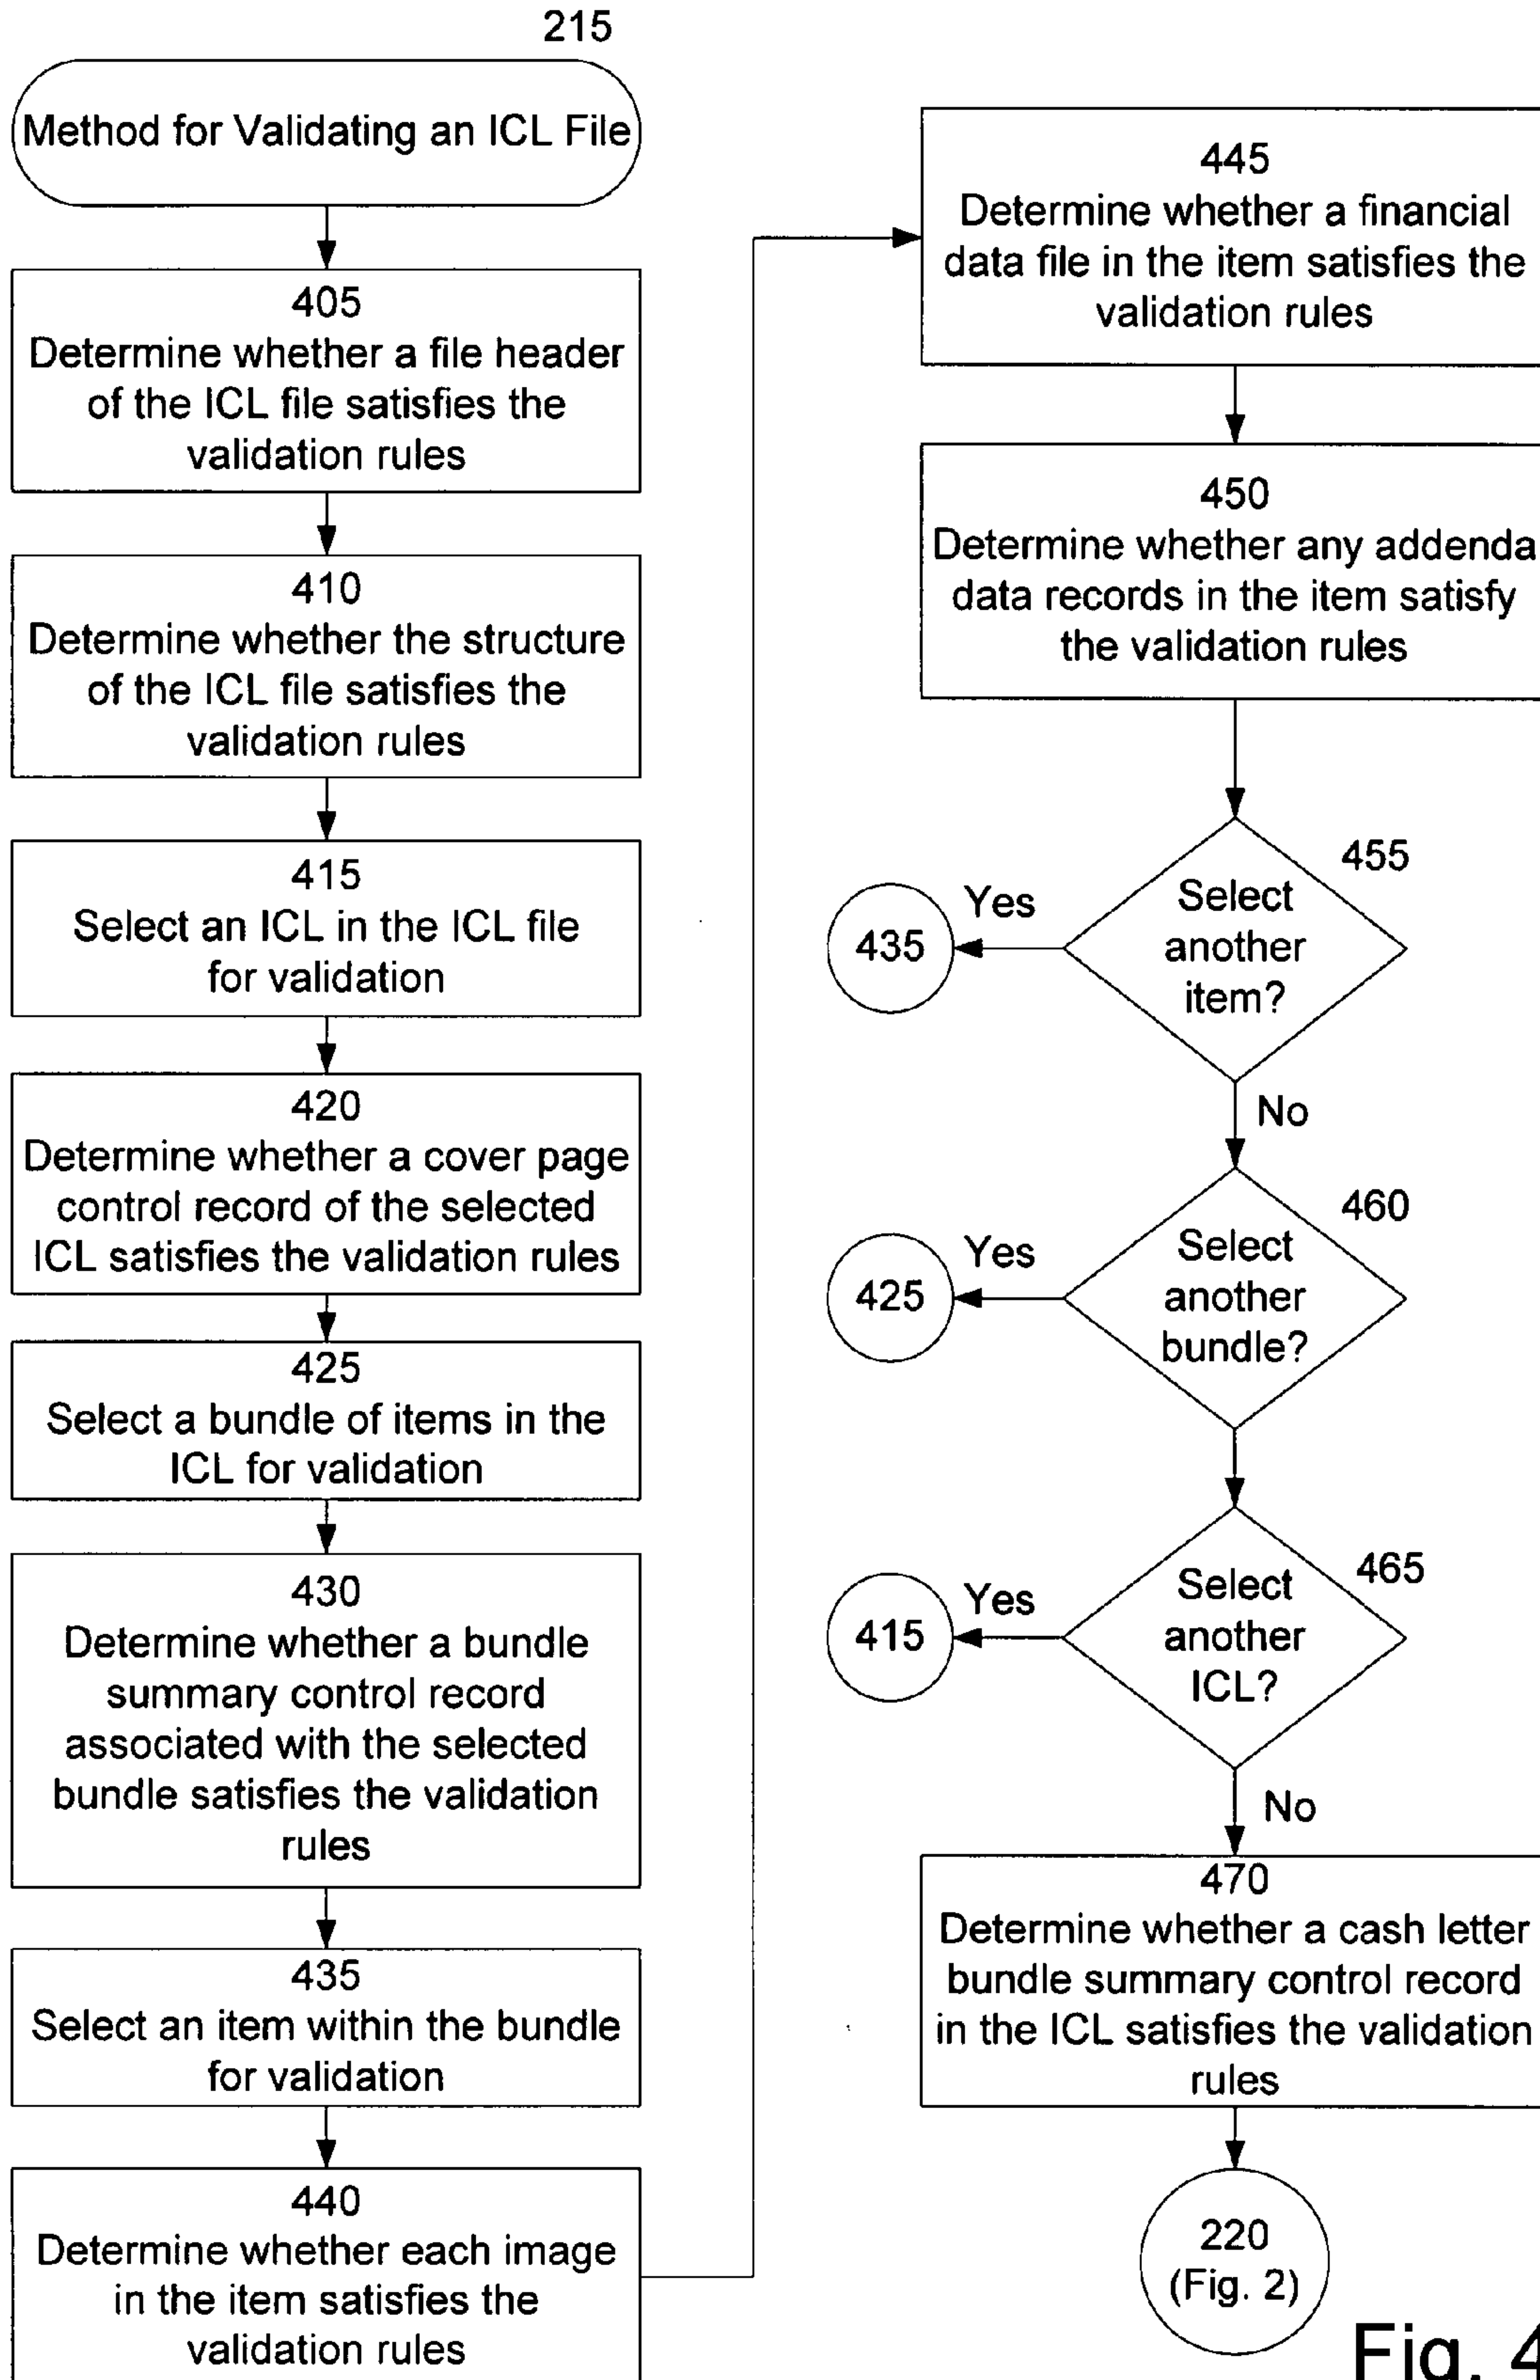 215
Method for Validating an ICL File
405
Determine whether a file header
of the ICL file satisfies the
validation rules
410
Determine whether the structure
of the ICL file satisfies the
validation rules
415
Select an ICL in the ICL file
for validation
420
Determine whether a cover page
control record of the selected
ICL satisfies the validation rules
425
Select a bundle of items in the
ICL for validation
430
Determine whether a bundle
summary control record
associated with the selected
bundle satisfies the validation
rules
435
Select an item within the bundle
for validation
440
Determine whether each image
in the item satisfies the
validation rules
445
Determine whether a financial
data file in the item satisfies the
validation rules
450
Determine whether any addenda
data records in the item satisfy
the validation rules
455
Select
another
item?
Yes
435
No
460
Select
another
bundle?
Yes
425
465
Select
another
ICL?
Yes
415
No
470
Determine whether a cash letter
bundle summary control record
in the ICL satisfies the validation
rules
220
(Fig. 2)
Fig. 4